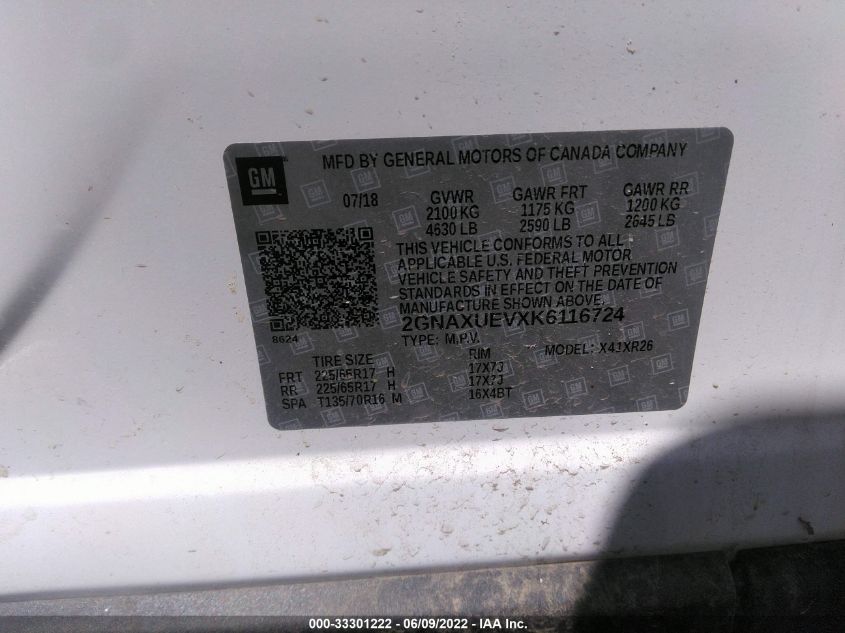 GM
MFD BY GENERAL MOTORS OF CANADA COMPANY
07/18 GVWR GAWR FRT GAWR RR
2100 KG 1175 KG 1200 KG
4630 LB 2590 LB 2645 LB
THIS VEHICLE CONFORMS TO ALL
APPLICABLE U.S. FEDERAL MOTOR
VEHICLE SAFETY AND THEFT PREVENTION
STANDARDS IN EFFECT ON THE DATE OF
MANUFACTURE SHOWN ABOVE.
2GNAXUEVXK6116724
8624
TYPE: M.P.V. MODEL: X41XR26
TIRE SIZE RIM
FRT 225/65R17 H 17X7J
RR 225/65R17 H 17X7J
SPA T135/70R16 M 16X4BT
000-33301222 - 06/09/2022 - IAA Inc.